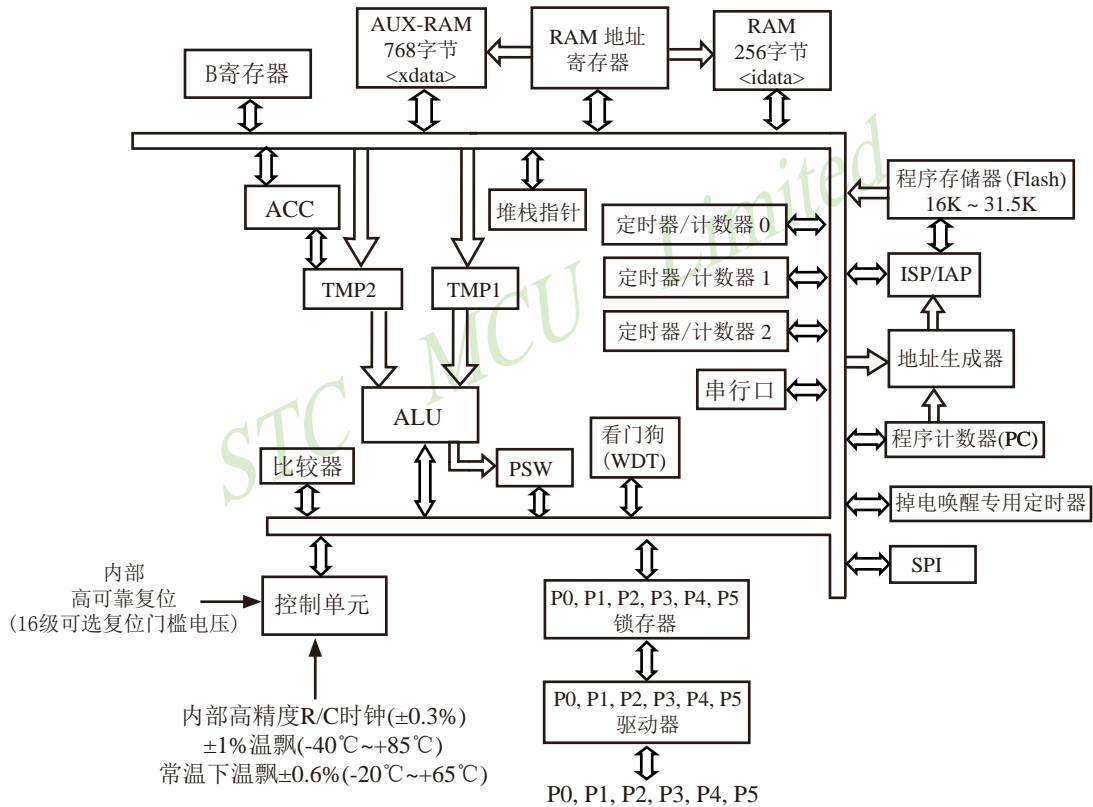 AUX-RAM
768字节
<xdata>
RAM 地址
寄存器
RAM
256字节
<idata>
B寄存器
ACC
堆栈指针
程序存储器(Flash)
16K ~ 31.5K
定时器/计数器 0
TMP2
TMP1
定时器/计数器 1
ISP/IAP
定时器/计数器 2
地址生成器
串行口
ALU
程序计数器(PC)
比较器
PSW
看门狗
(WDT)
掉电唤醒专用定时器
SPI
内部
高可靠复位
(16级可选复位门槛电压)
控制单元
P0, P1, P2, P3, P4, P5
锁存器
P0, P1, P2, P3, P4, P5
驱动器
内部高精度R/C时钟(±0.3%)
±1%温飘(-40℃~+85℃)
常温下温飘±0.6%(-20℃~+65℃)
P0, P1, P2, P3, P4, P5
STC MCU Limited